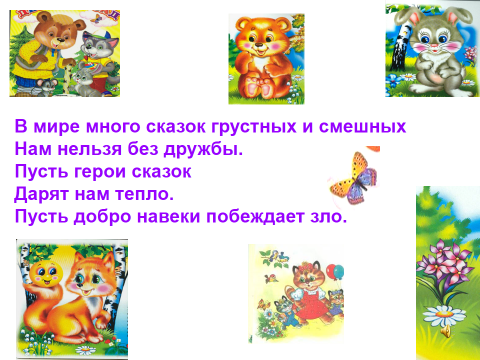 В мире много сказок грустных и смешных
Нам нельзя без дружбы.
Пусть герои сказок
Дарят нам тепло.
Пусть добро навеки побеждает зло.